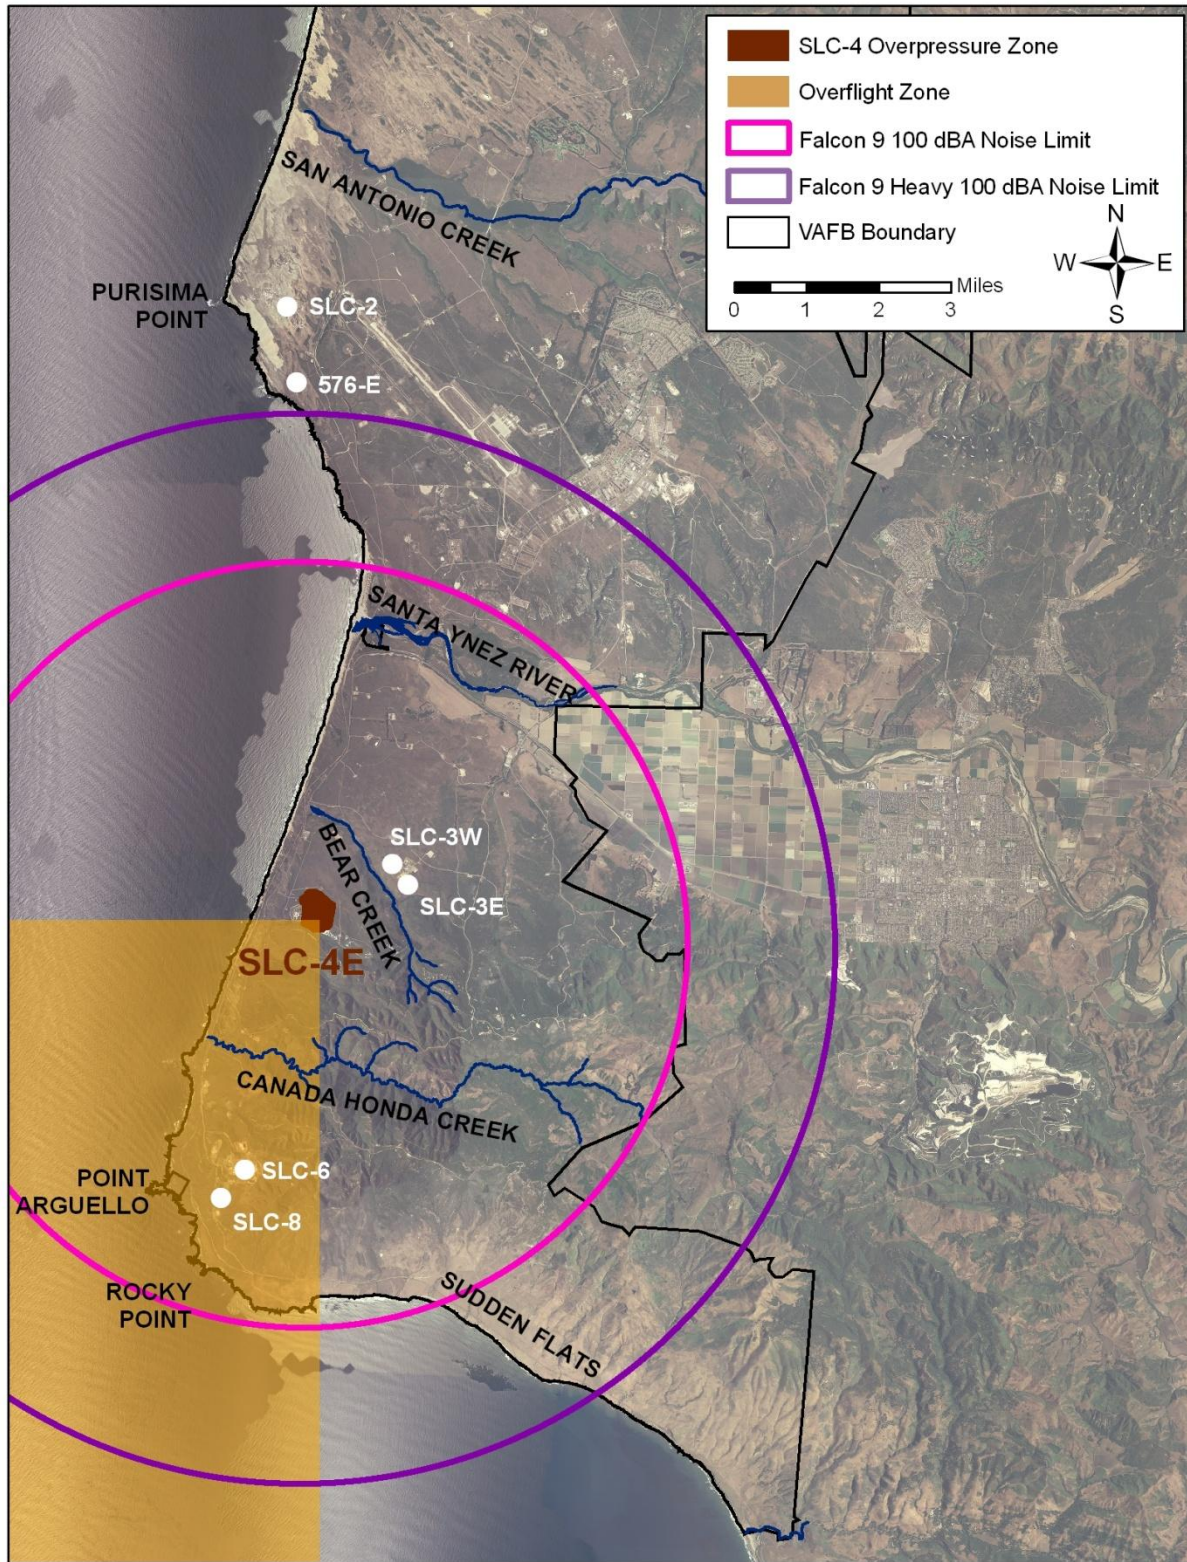 SLC-4 Overpressure Zone
Overflight Zone
Falcon 9 100 dBA Noise Limit
Falcon 9 Heavy 100 dBA Noise Limit
VAFB Boundary
N
W
E
S
Miles
0 1 2 3
SAN ANTONIO CREEK
PURISIMA
POINT
SLC-2
576-E
SANTA YNEZ RIVER
SLC-3W
SLC-3E
BEAR CREEK
SLC-4E
CANADA HONDA CREEK
SLC-6
POINT
ARGUELLO
SLC-8
ROCKY
POINT
SUDDEN FLATS